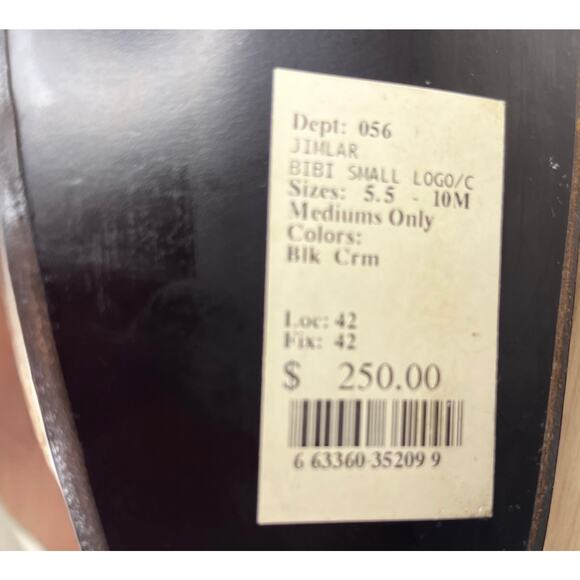 Dept: 056
JIMLAR
BIBI SMALL LOGO/C
Sizes: 5.5 - 10M
Mediums Only
Colors:
Blk Crm
Loc: 42
Fix: 42
$ 250.00
6 63360 35209 9